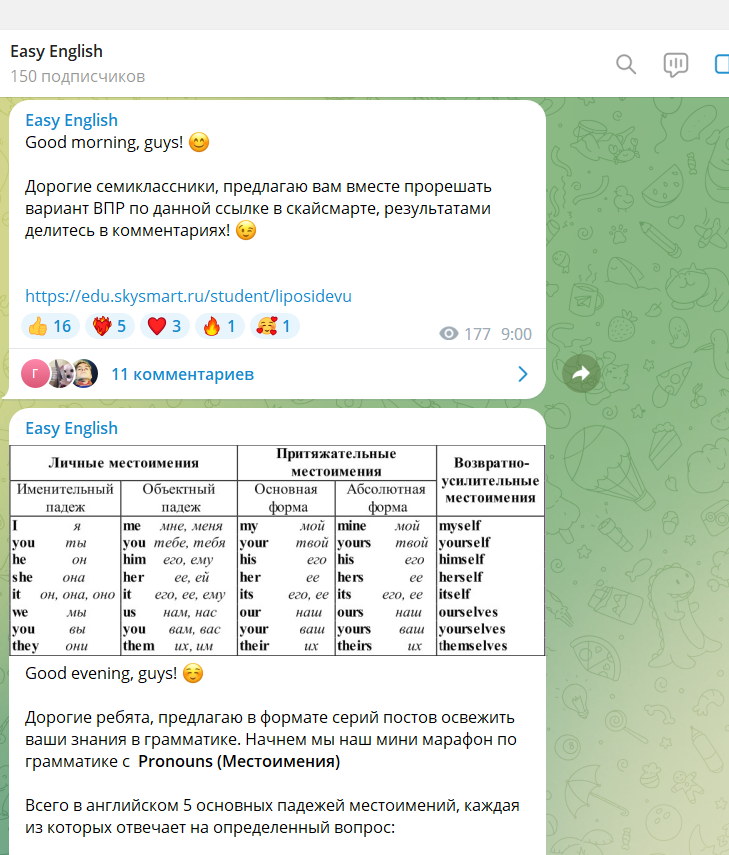 Easy English
150 подписчиков
Easy English
Good morning, guys! 😊
Дорогие семиклассники, предлагаю вам вместе прорешать
вариант ВПР по данной ссылке в скайсмарте, результатами
делитесь в комментариях! 😉
https://edu.skysmart.ru/student/liposidevu
👍 16 ❤️‍🔥 5 ❤️ 3 🔥 1 🥰 1 177 9:00
Г 11 комментариев
Easy English
Личные местоимения Притяжательные местоимения Возвратно-усилительные местоимения
Именительный падеж Объектный падеж Основная форма Абсолютная форма
I я me мне, меня my мой mine мой myself
you ты you тебе, тебя your твой yours твой yourself
he он him его, ему his его his его himself
she она her ее, ей her ее hers ее herself
it он, она, оно it его, ее, ему its его, ее its его, ее itself
we мы us нам, нас our наш ours наш ourselves
you вы you вам, вас your ваш yours ваш yourselves
they они them их, им their их theirs их themselves
Good evening, guys! ☺️
Дорогие ребята, предлагаю в формате серий постов освежить
ваши знания в грамматике. Начнем мы наш мини марафон по
грамматике с Pronouns (Местоимения)
Всего в английском 5 основных падежей местоимений, каждая
из которых отвечает на определенный вопрос: